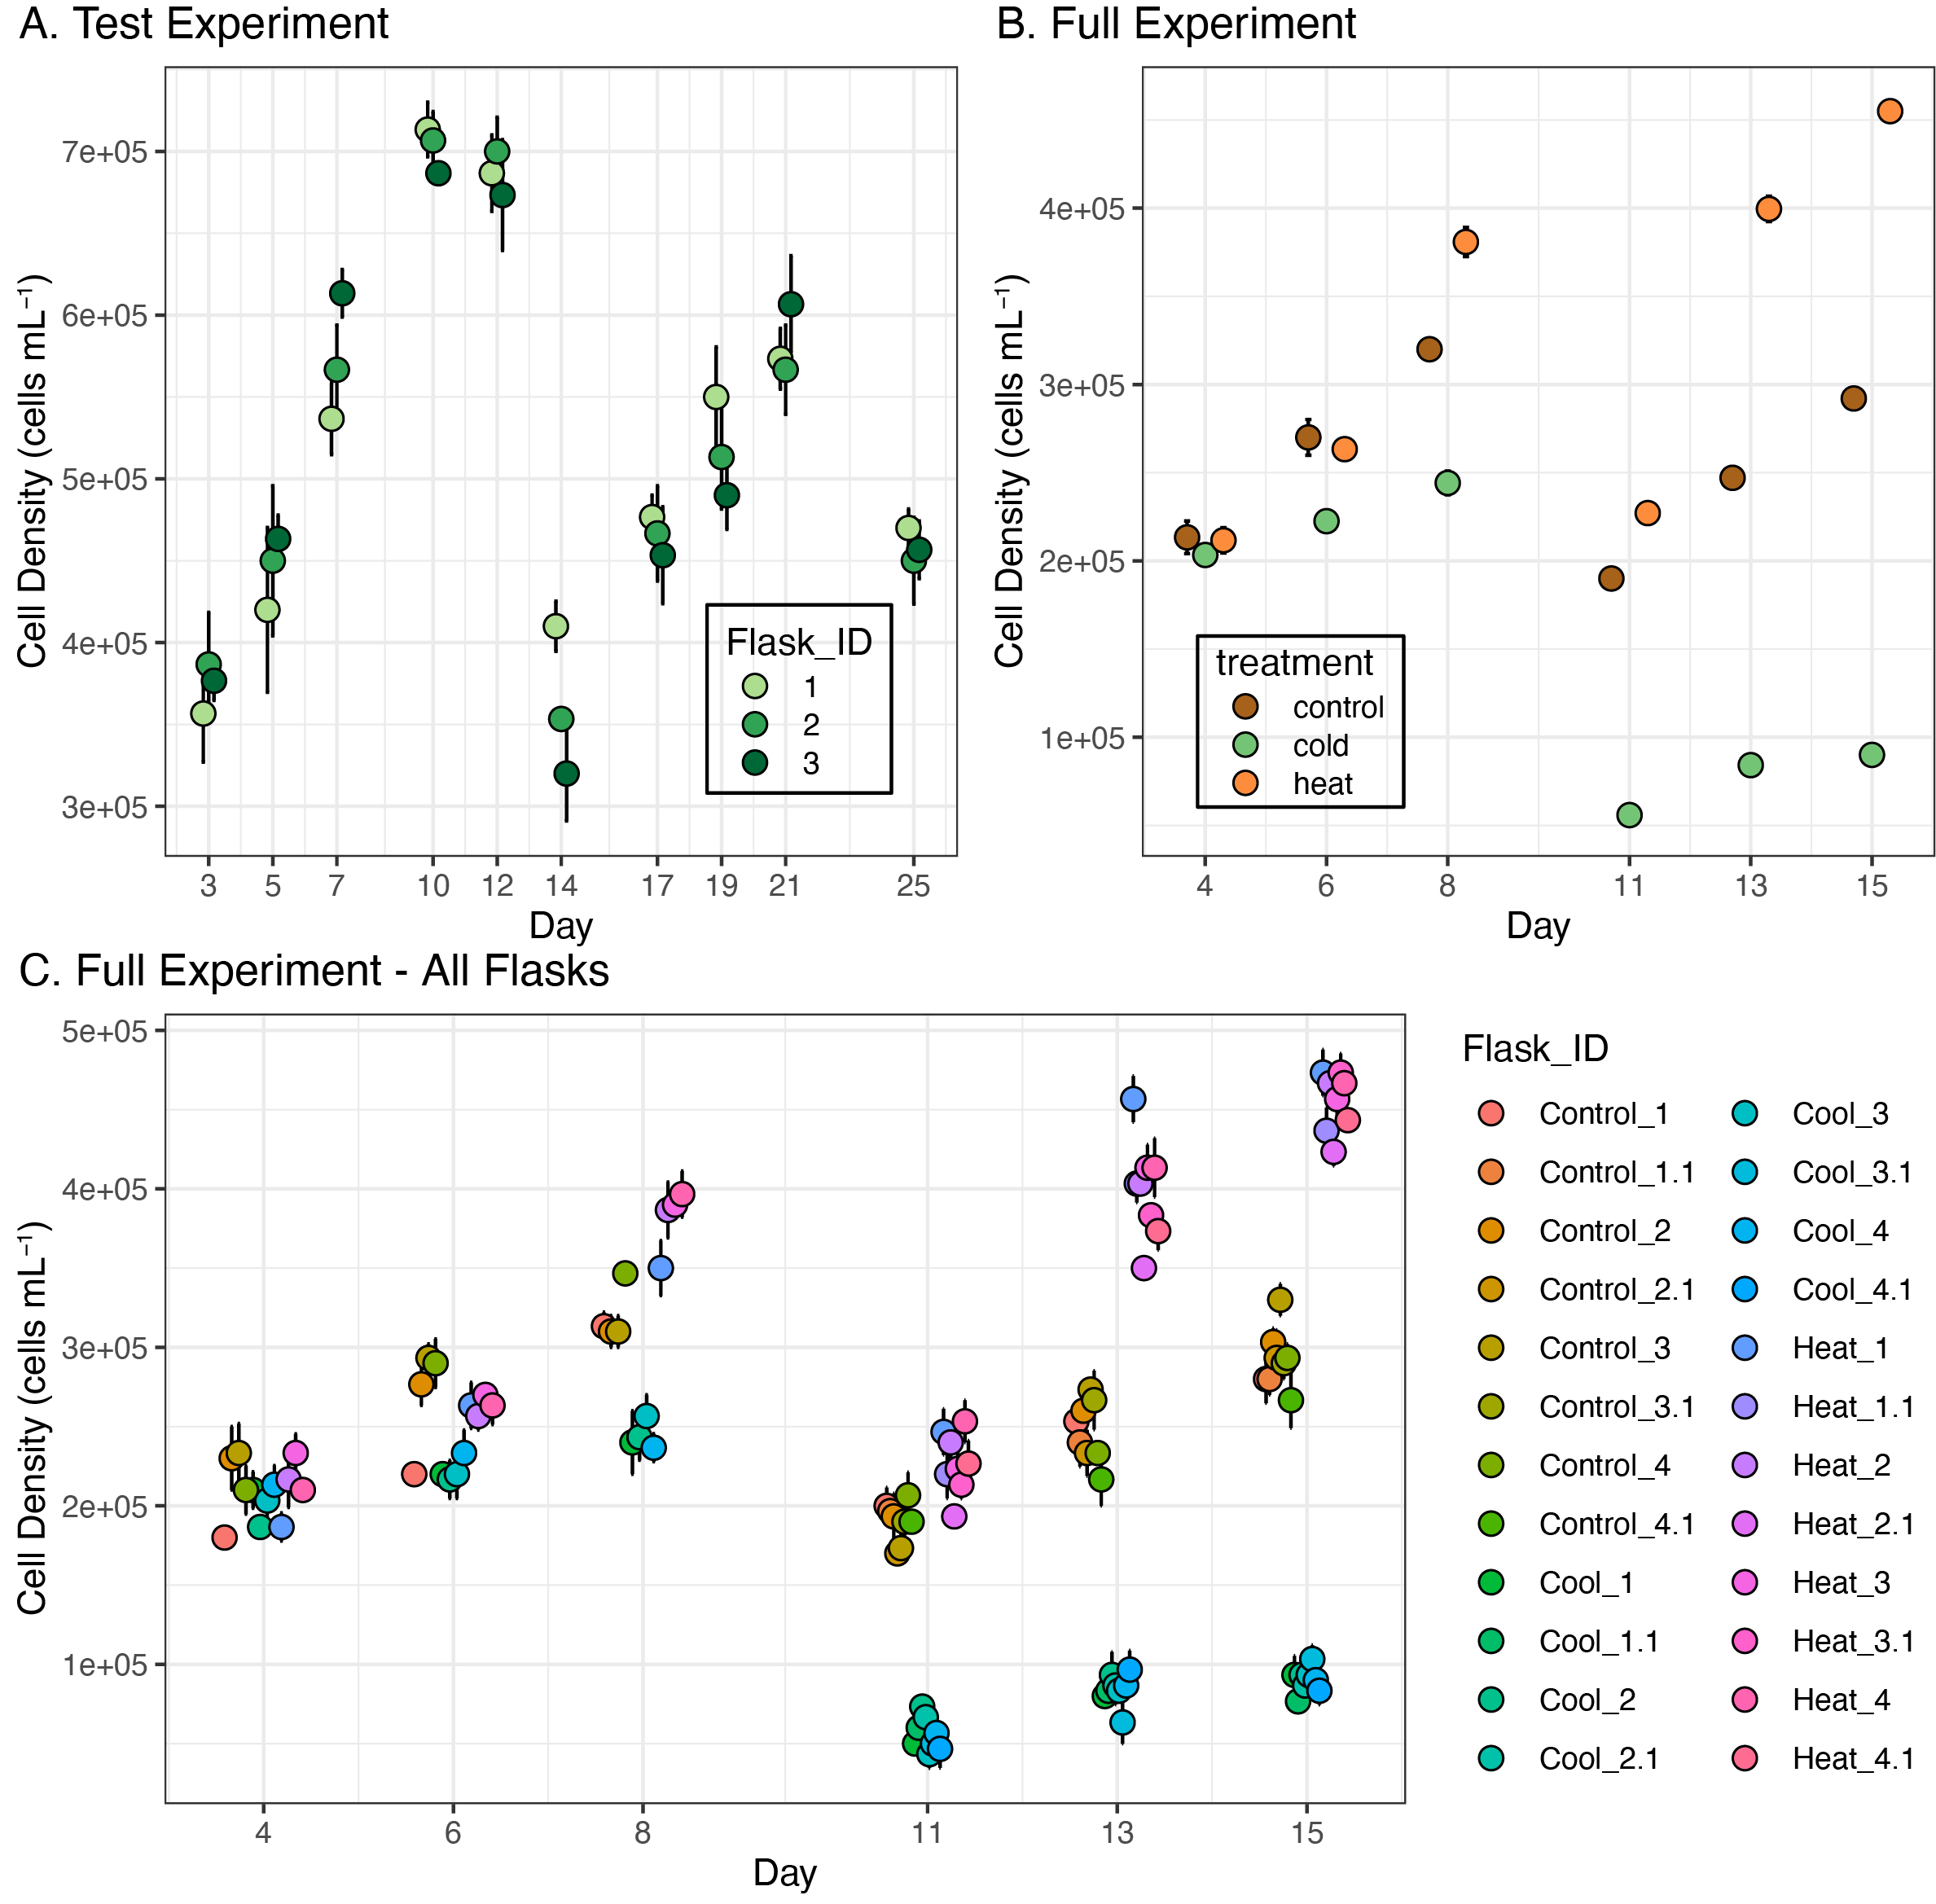 A. Test Experiment
Cell Density (cells mL⁻¹)
7e+05
6e+05
5e+05
4e+05
3e+05
3 5 7 10 12 14 17 19 21 25
Day
Flask_ID
1
2
3
B. Full Experiment
Cell Density (cells mL⁻¹)
4e+05
3e+05
2e+05
1e+05
4 6 8 11 13 15
Day
treatment
control
cold
heat
C. Full Experiment - All Flasks
Cell Density (cells mL⁻¹)
5e+05
4e+05
3e+05
2e+05
1e+05
4 6 8 11 13 15
Day
Flask_ID
Control_1
Control_1.1
Control_2
Control_2.1
Control_3
Control_3.1
Control_4
Control_4.1
Cool_1
Cool_1.1
Cool_2
Cool_2.1
Cool_3
Cool_3.1
Cool_4
Cool_4.1
Heat_1
Heat_1.1
Heat_2
Heat_2.1
Heat_3
Heat_3.1
Heat_4
Heat_4.1